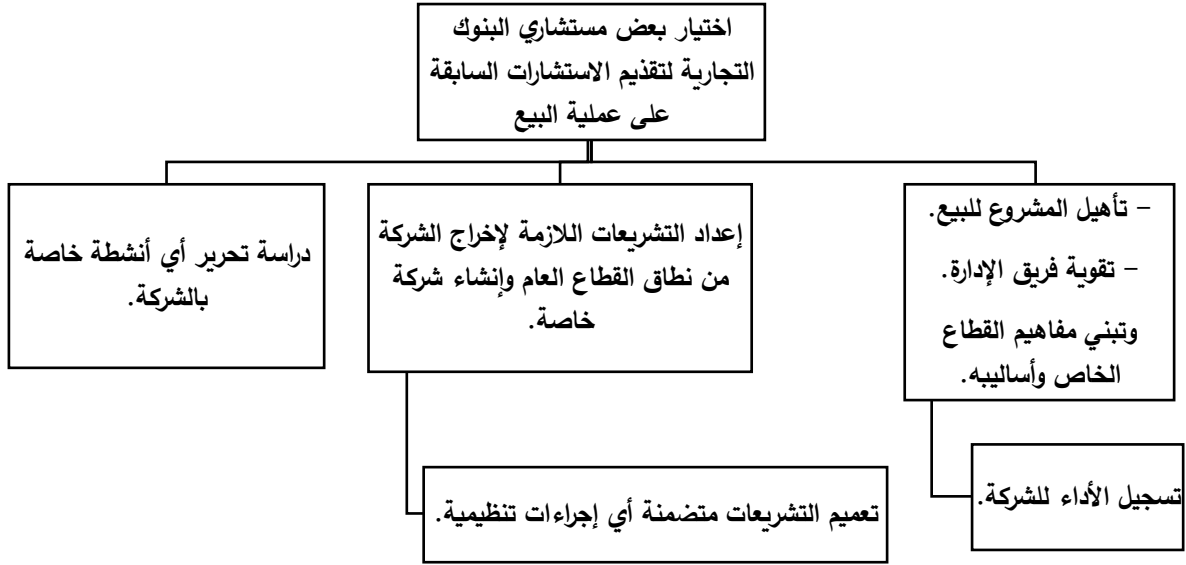 اختيار بعض مستشاري البنوك
التجارية لتقذيم الاستشارات السابقة
على عملية البيع
– تأهيل المشروع للبيع.
– تقوية فريق الإدارة.
وتبني مفاهيم القطاع
الخاص وأساليبه.
إعداد التشريعات اللازمة لإخراج الشركة
من نطاق القطاع العام وإنشاء شركة
خاصة.
دراسة تحرير أي أنشطة خاصة
بالشركة.
تسجيل الأداء للشركة.
تعميم التشريعات متضمنة أي إجراءات تنظيمية.